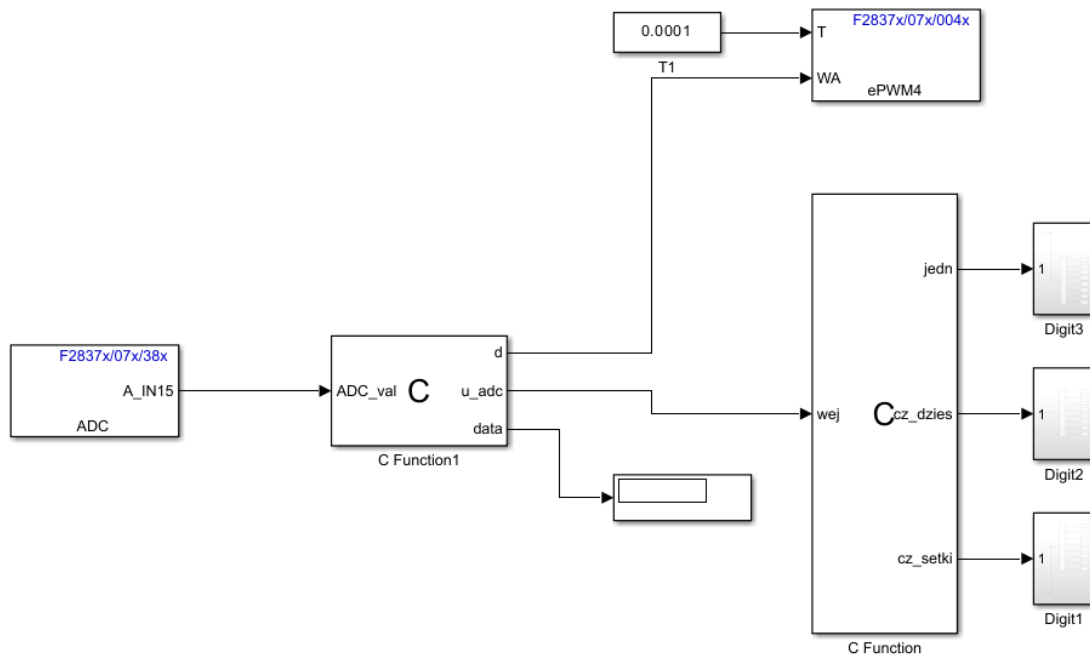 0.0001
T1
F2837x/07x/004x
T
WA
ePWM4
F2837x/07x/38x
A_IN15
ADC
ADC_val
C
d
u_adc
data
C Function1
wej
C
jedn
cz_dzies
cz_setki
C Function
1
Digit3
1
Digit2
1
Digit1